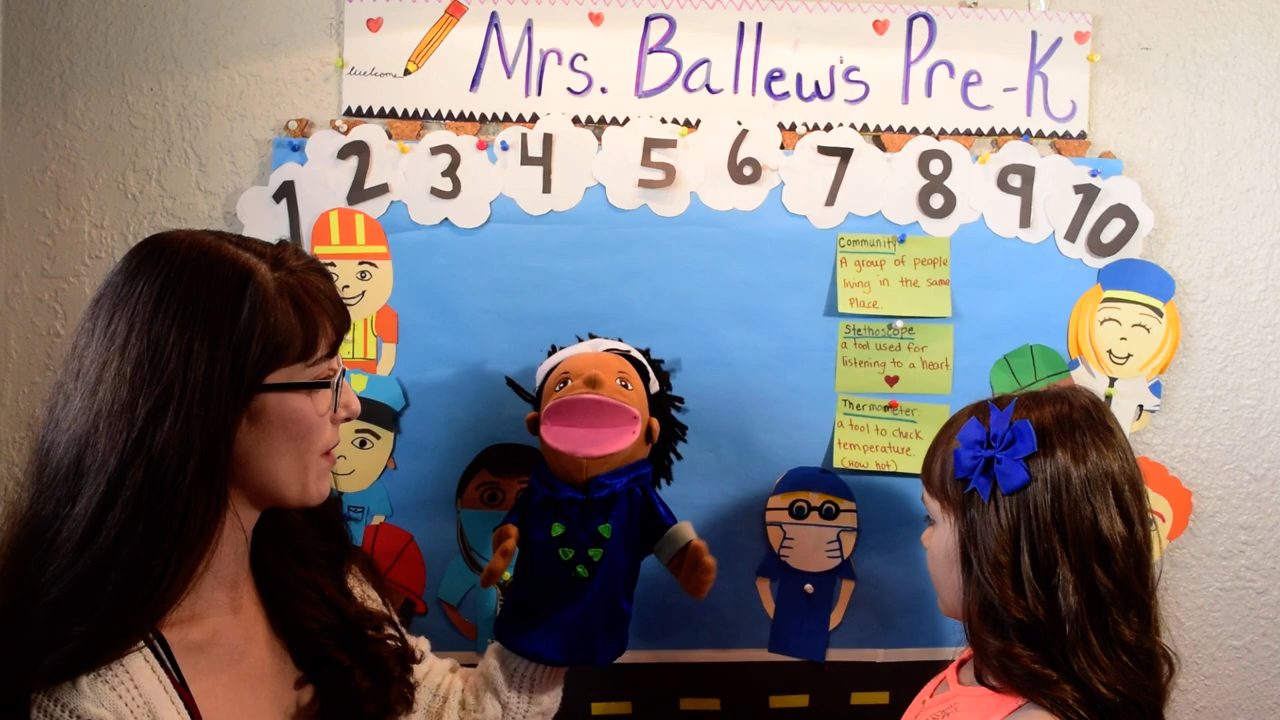 welcome
Mrs. Ballew's Pre-K
1 2 3 4 5 6 7 8 9 10
Community
A group of people
living in the same
Place.
Stethoscope
a tool used for
listening to a heart
Thermometer:
a tool to check
temperature.
(How hot)